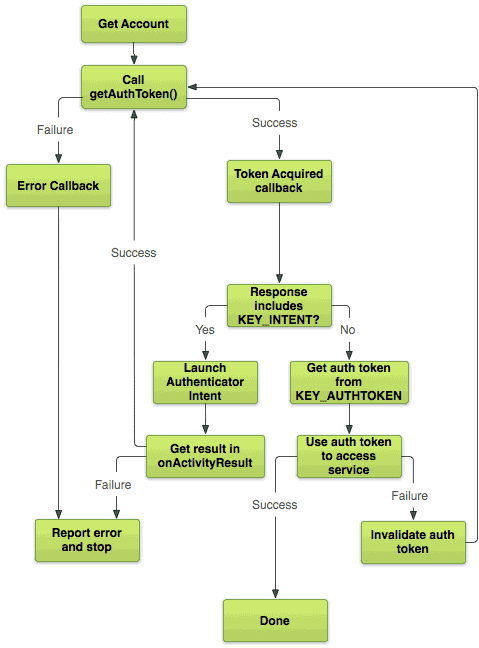 Get Account
Call
getAuthToken()
Failure
Success
Error Callback
Token Acquired
callback
Success
Response
includes
KEY_INTENT?
Yes
No
Launch
Authenticator
Intent
Get auth token
from
KEY_AUTHTOKEN
Get result in
onActivityResult
Use auth token
to access
service
Failure
Success
Failure
Report error
and stop
Invalidate auth
token
Done